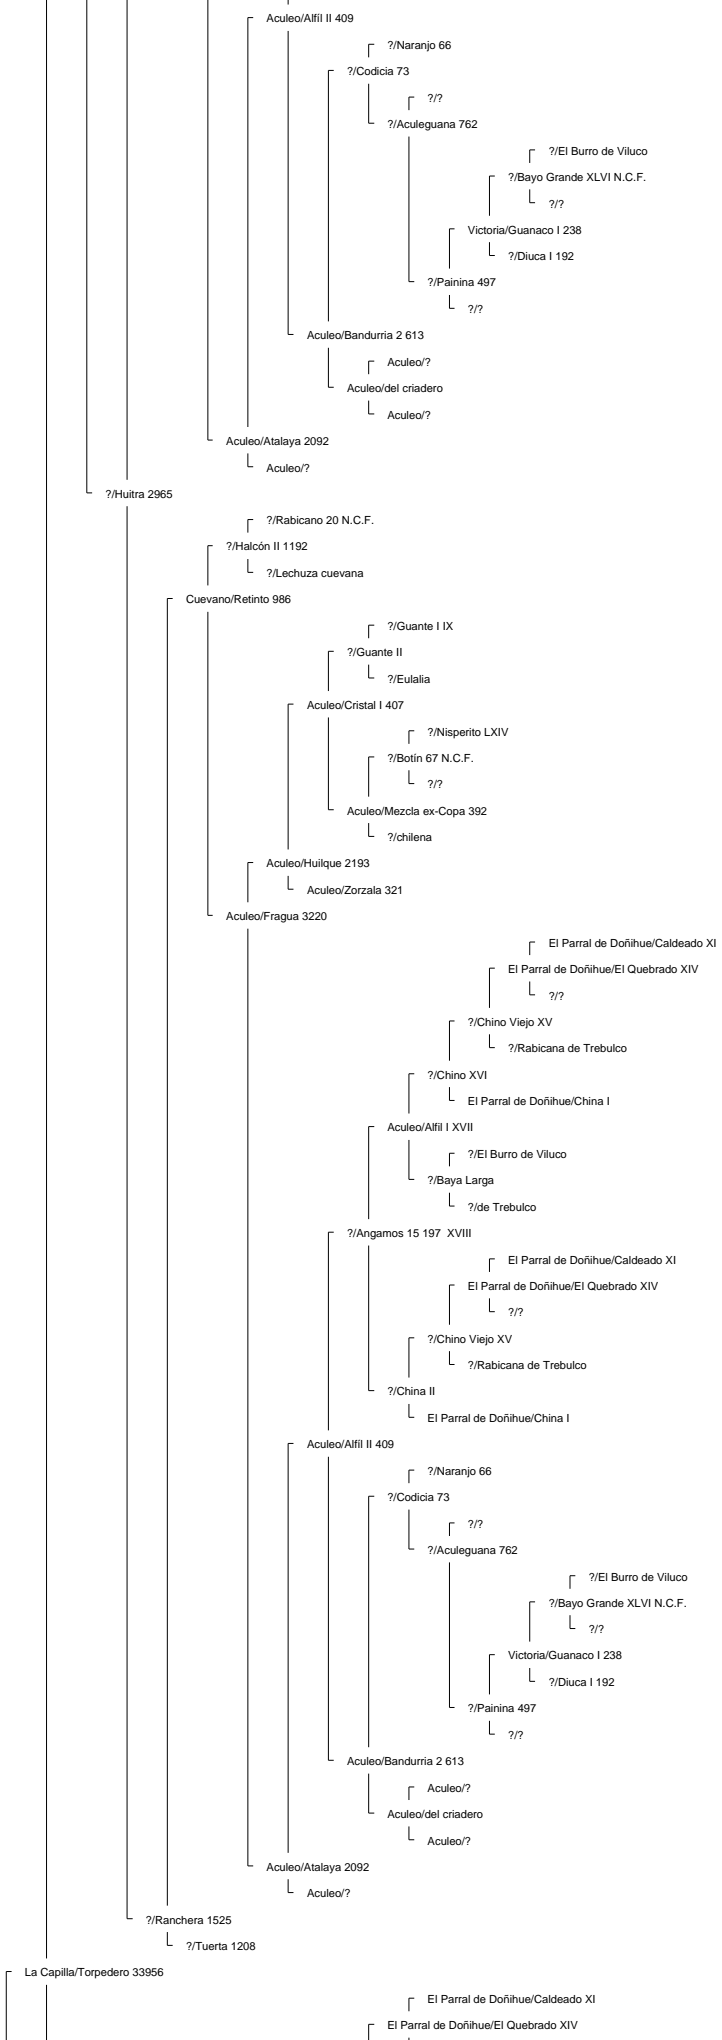 Aculeo/Alfíl II 409
?/Naranjo 66
?/Codicia 73
?/?
?/Aculeguana 762
?/El Burro de Viluco
?/Bayo Grande XLVI N.C.F.
?/?
Victoria/Guanaco I 238
?/Diuca I 192
?/Painina 497
?/?
Aculeo/Bandurria 2 613
Aculeo/?
Aculeo/del criadero
Aculeo/?
Aculeo/Atalaya 2092
Aculeo/?
?/Huitra 2965
?/Rabicano 20 N.C.F.
?/Halcón II 1192
?/Lechuza cuevana
Cuevano/Retinto 986
?/Guante I IX
?/Guante II
?/Eulalia
Aculeo/Cristal I 407
?/Nisperito LXIV
?/Botín 67 N.C.F.
?/?
Aculeo/Mezcla ex-Copa 392
?/chilena
Aculeo/Huilque 2193
Aculeo/Zorzala 321
Aculeo/Fragua 3220
El Parral de Doñihue/Caldeado XI
El Parral de Doñihue/El Quebrado XIV
?/?
?/Chino Viejo XV
?/Rabicana de Trebulco
?/Chino XVI
El Parral de Doñihue/China I
Aculeo/Alfil I XVII
?/El Burro de Viluco
?/Baya Larga
?/de Trebulco
?/Angamos 15 197 XVIII
El Parral de Doñihue/Caldeado XI
El Parral de Doñihue/El Quebrado XIV
?/?
?/Chino Viejo XV
?/Rabicana de Trebulco
?/China II
El Parral de Doñihue/China I
Aculeo/Alfíl II 409
?/Naranjo 66
?/Codicia 73
?/?
?/Aculeguana 762
?/El Burro de Viluco
?/Bayo Grande XLVI N.C.F.
?/?
Victoria/Guanaco I 238
?/Diuca I 192
?/Painina 497
?/?
Aculeo/Bandurria 2 613
Aculeo/?
Aculeo/del criadero
Aculeo/?
Aculeo/Atalaya 2092
Aculeo/?
?/Ranchera 1525
?/Tuerta 1208
La Capilla/Torpedero 33956
El Parral de Doñihue/Caldeado XI
El Parral de Doñihue/El Quebrado XIV